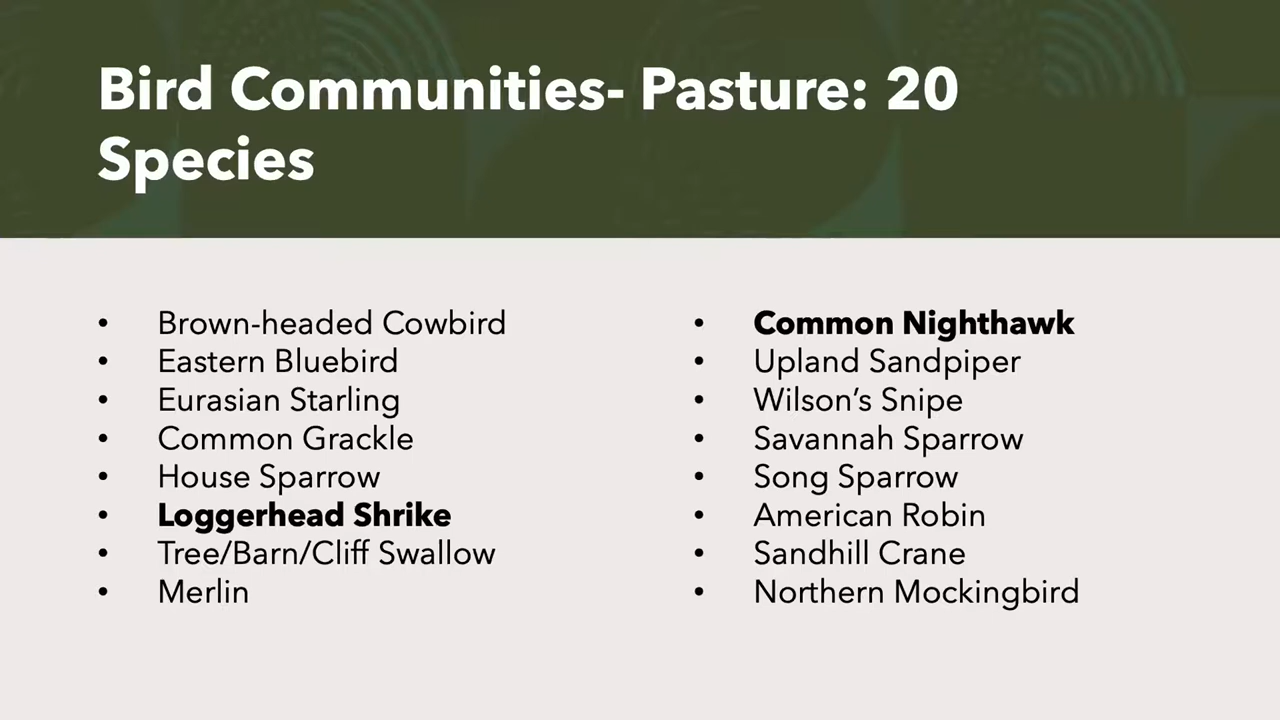 Bird Communities- Pasture: 20
Species
• Brown-headed Cowbird
• Eastern Bluebird
• Eurasian Starling
• Common Grackle
• House Sparrow
• Loggerhead Shrike
• Tree/Barn/Cliff Swallow
• Merlin
• Common Nighthawk
• Upland Sandpiper
• Wilson’s Snipe
• Savannah Sparrow
• Song Sparrow
• American Robin
• Sandhill Crane
• Northern Mockingbird